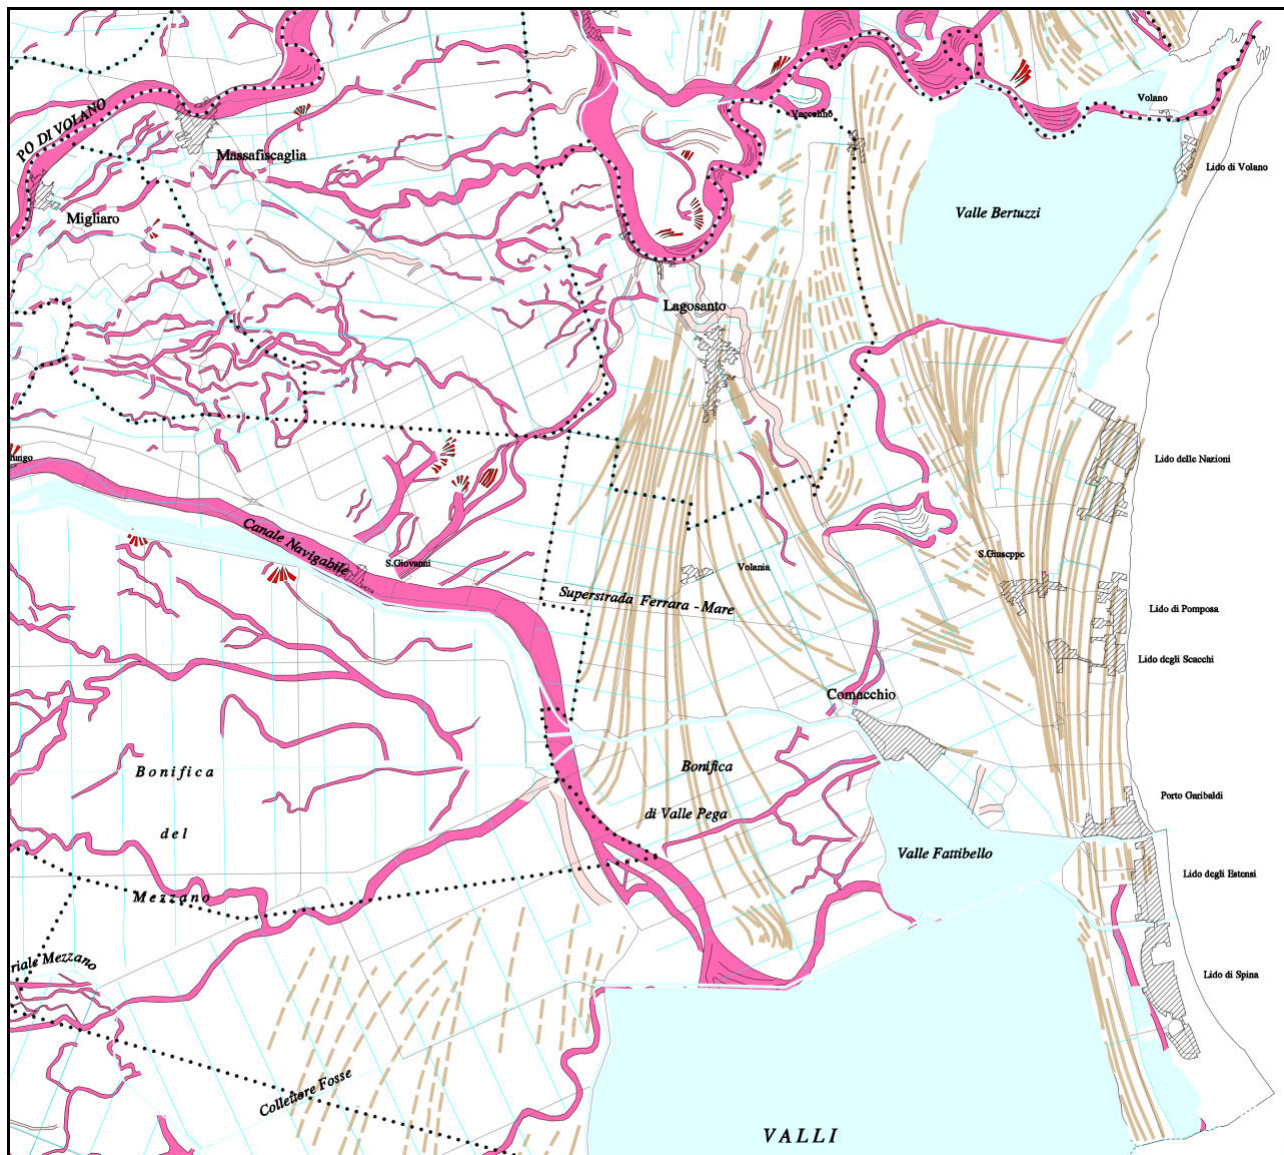 Volano
PO DI VOLANO
Vaccolino
Massafiscaglia
Lido di Volano
Migliaro
Valle Bertuzzi
Lagosanto
Lido delle Nazioni
Canale Navigabile
S.Giovanni
S.Giuseppe
Volania
Superstrada Ferrara - Mare
Lido di Pomposa
Lido degli Scacchi
Comacchio
Bonifica
Bonifica
Porto Garibaldi
di Valle Pega
del
Valle Fattibello
Lido degli Estensi
Mezzano
riale Mezzano
Lido di Spina
Collettore Fosse
VALLI